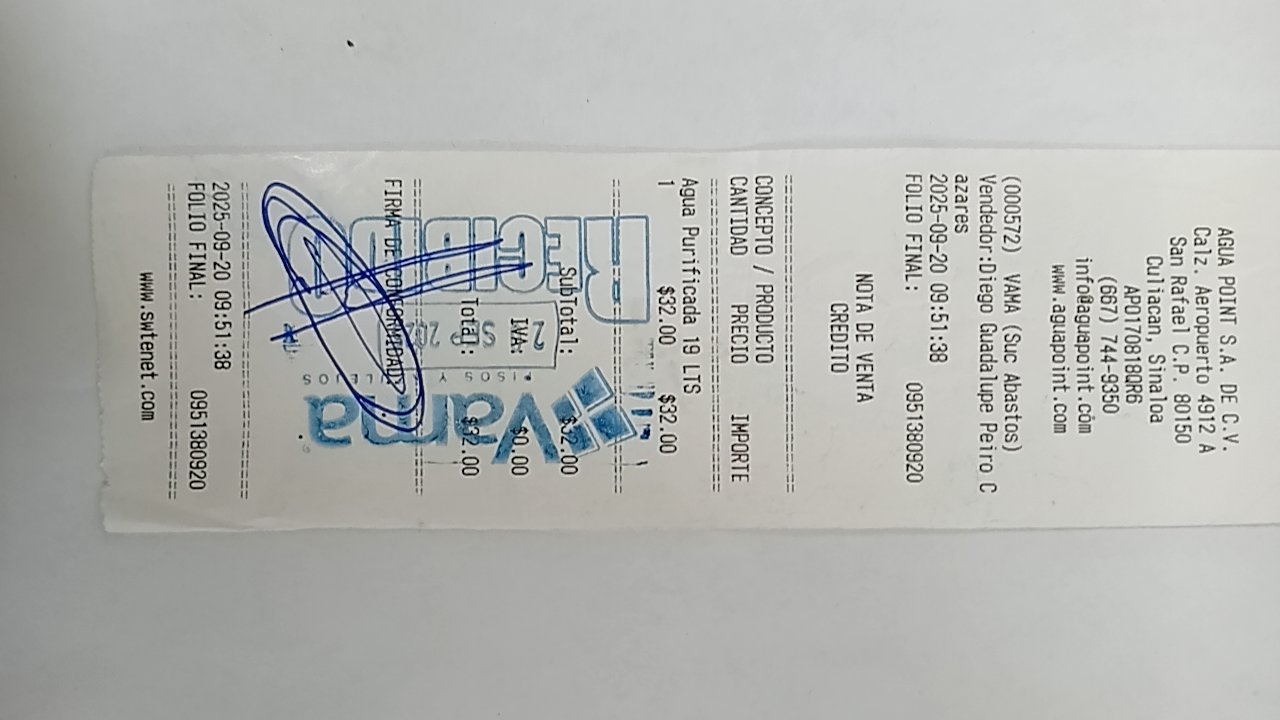 AGUA POINT S.A. DE C.V.
Calz. Aeropuerto 4912 A
San Rafael C.P. 80150
Culiacan, Sinaloa
APO170818QR6
(667) 744-9350
info@aguapoint.com
www.aguapoint.com
(000572) VAMA (Suc Abastos)
Vendedor:Diego Guadalupe Peiro C
azares
2025-09-20 09:51:38
FOLIO FINAL: 0951380920
NOTA DE VENTA
CREDITO
CONCEPTO / PRODUCTO
CANTIDAD PRECIO IMPORTE
Agua Purificada 19 LTS
1 $32.00 $32.00
SubTotal: $32.00
IVA: $0.00
Total: $32.00
FIRMA DE CONFORMIDAD
RECIBIDO
SEP 202
vama
PISOS Y
2025-09-20 09:51:38
FOLIO FINAL: 0951380920
www.swtenet.com